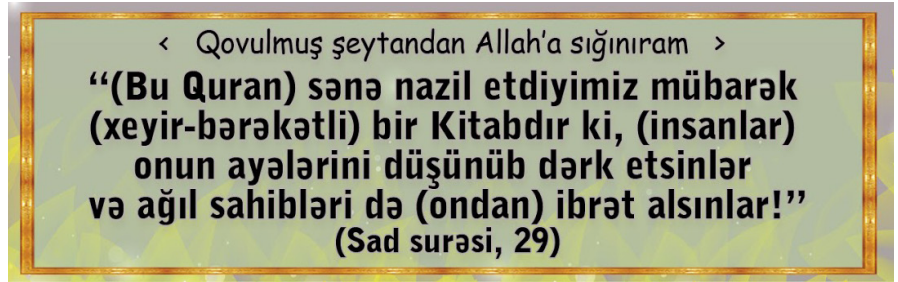 < Qovulmuş şeytandan Allah’a sığınıram >
“(Bu Quran) sənə nazil etdiyimiz mübarək
(xeyir-bərəkətli) bir Kitabdır ki, (insanlar)
onun ayələrini düşünüb dərk etsinlər
və ağıl sahibləri də (ondan) ibrət alsınlar!”
(Sad surəsi, 29)